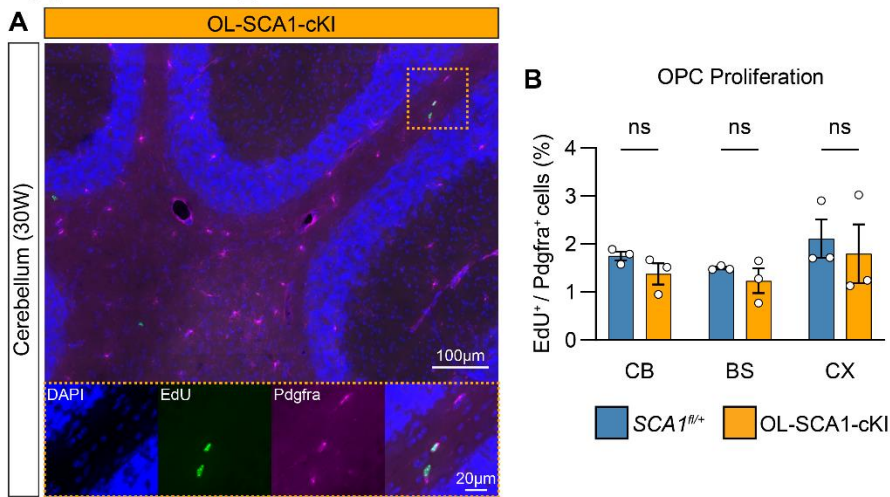 A
OL-SCA1-cKI
Cerebellum (30W)
100μm
DAPI
EdU
Pdgfra
20μm
B
OPC Proliferation
ns ns ns
EdU⁺ / Pdgfra⁺ cells (%)
4
3
2
1
0
CB BS CX
SCA1ᶠˡ/⁺ OL-SCA1-cKI